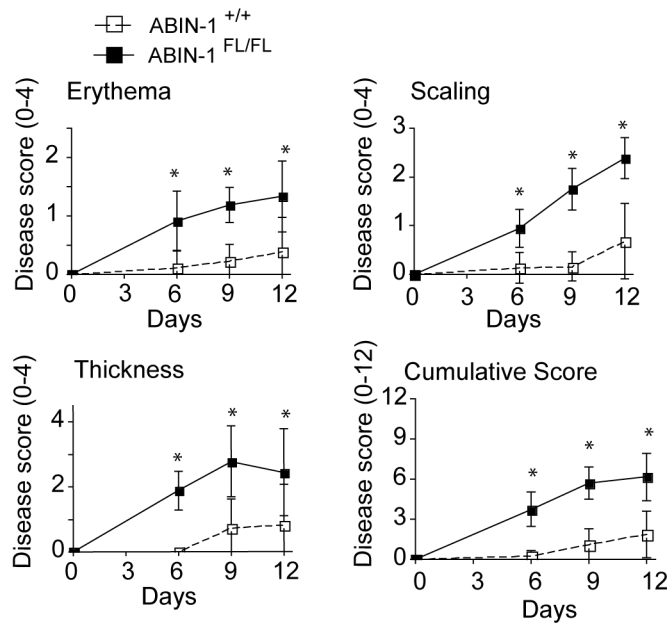 ABIN-1 +/+
ABIN-1 FL/FL
Erythema
Disease score (0-4)
2
1
0
0 3 6 9 12
Days
* * *
Scaling
Disease score (0-4)
3
2
1
0
0 3 6 9 12
Days
* * *
Thickness
Disease score (0-4)
4
2
0
0 3 6 9 12
Days
* * *
Cumulative Score
Disease score (0-12)
12
9
6
3
0
0 3 6 9 12
Days
* * *